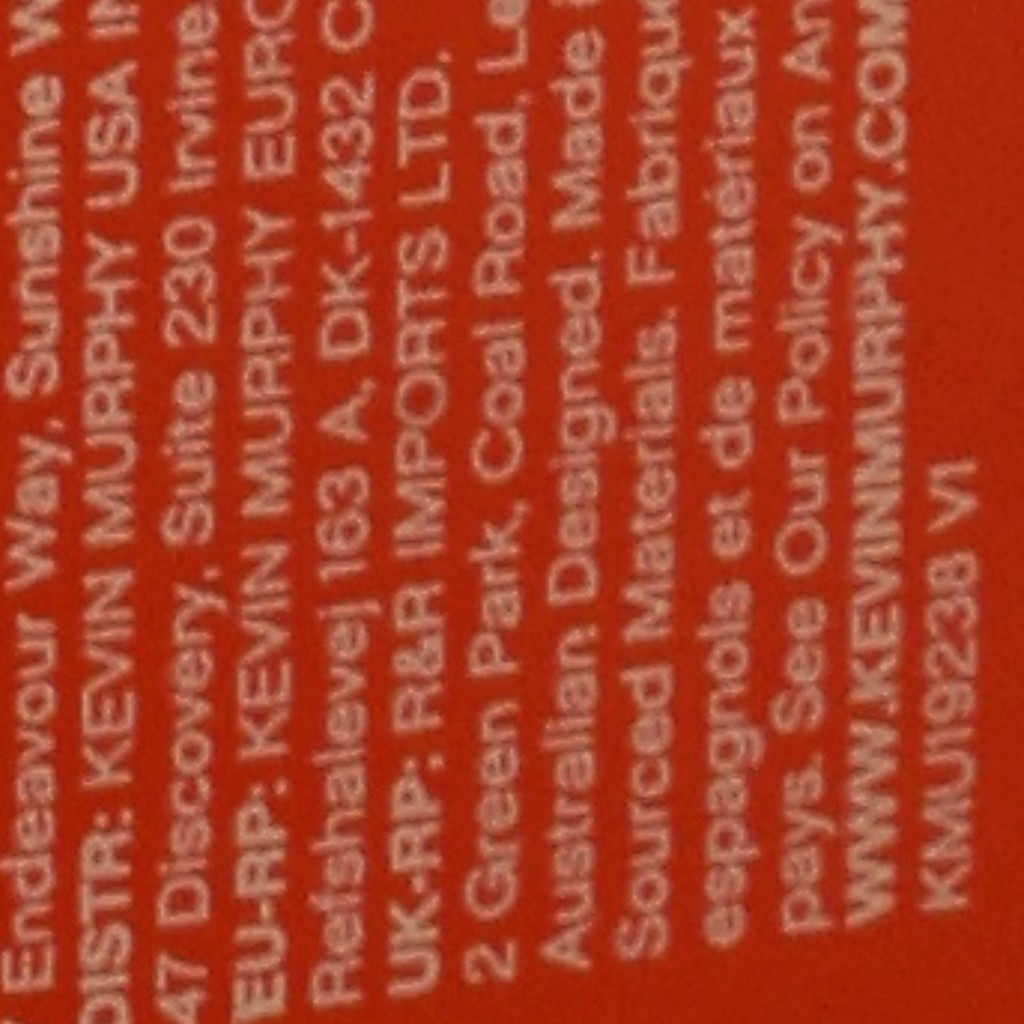 Endeavour Way, Sunshine W
DISTR: KEVIN MURPHY USA IN
47 Discovery, Suite 230 Irvine
EU-RP: KEVIN MURPHY EURO
Refshalevej 163 A, DK-1432 C
UK-RP: R&R IMPORTS LTD.
2 Green Park, Coal Road, Le
Australian Designed. Made
Sourced Materials. Fabriqué
espagnols et de matériaux
pays. See Our Policy on An
WWW.KEVINMURPHY.COM
KMU19238 V1